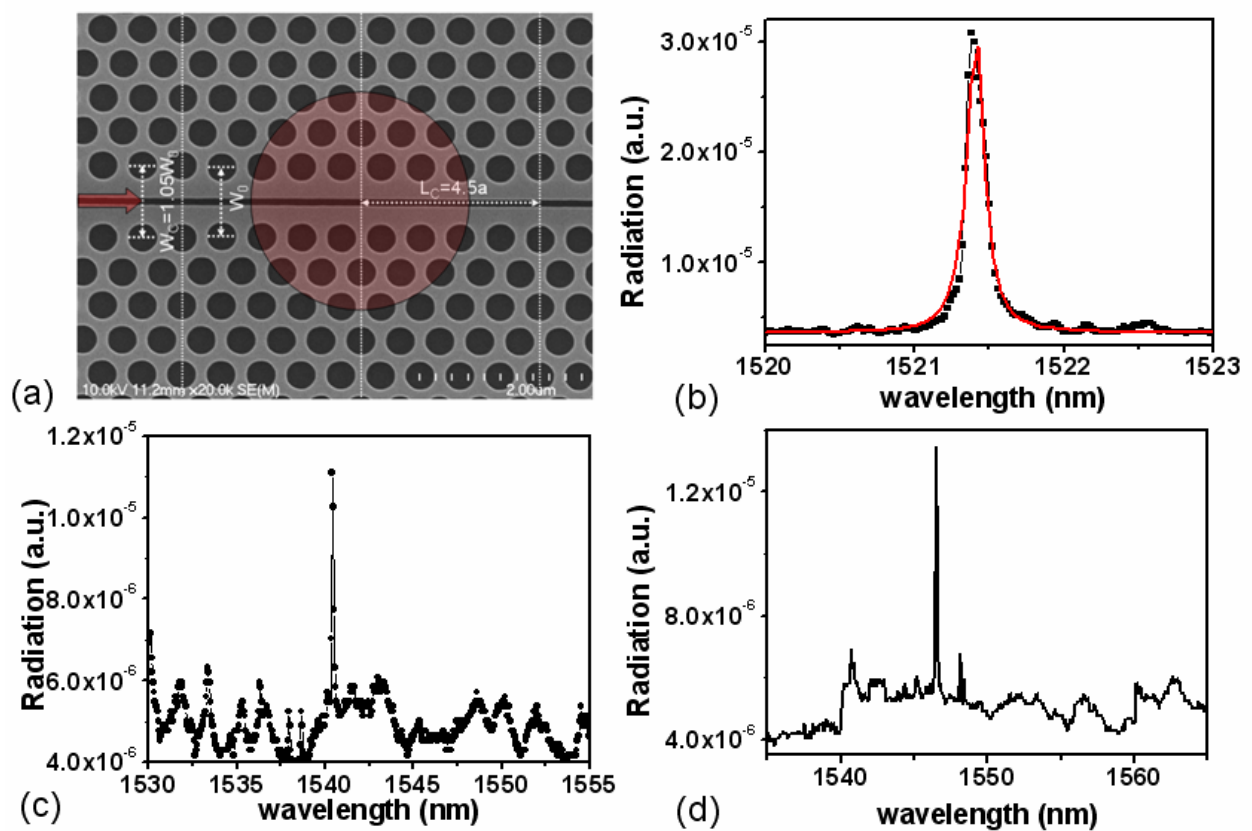 W_C=1.05W_0
W_0
L_C=4.5a
10.0kV 11.2mm x20.0k SE(M)
2.00um
(a)
3.0x10^-5
2.0x10^-5
1.0x10^-5
Radiation (a.u.)
1520 1521 1522 1523
wavelength (nm)
(b)
1.2x10^-5
1.0x10^-5
8.0x10^-6
6.0x10^-6
4.0x10^-6
Radiation (a.u.)
1530 1535 1540 1545 1550 1555
wavelength (nm)
(c)
1.2x10^-5
8.0x10^-6
4.0x10^-6
Radiation (a.u.)
1540 1550 1560
wavelength (nm)
(d)